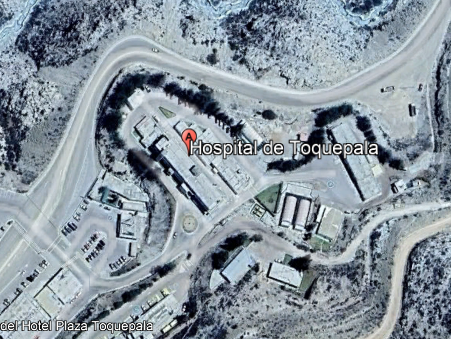 A
Hospital de Toquepala
del Hotel Plaza Toquepala